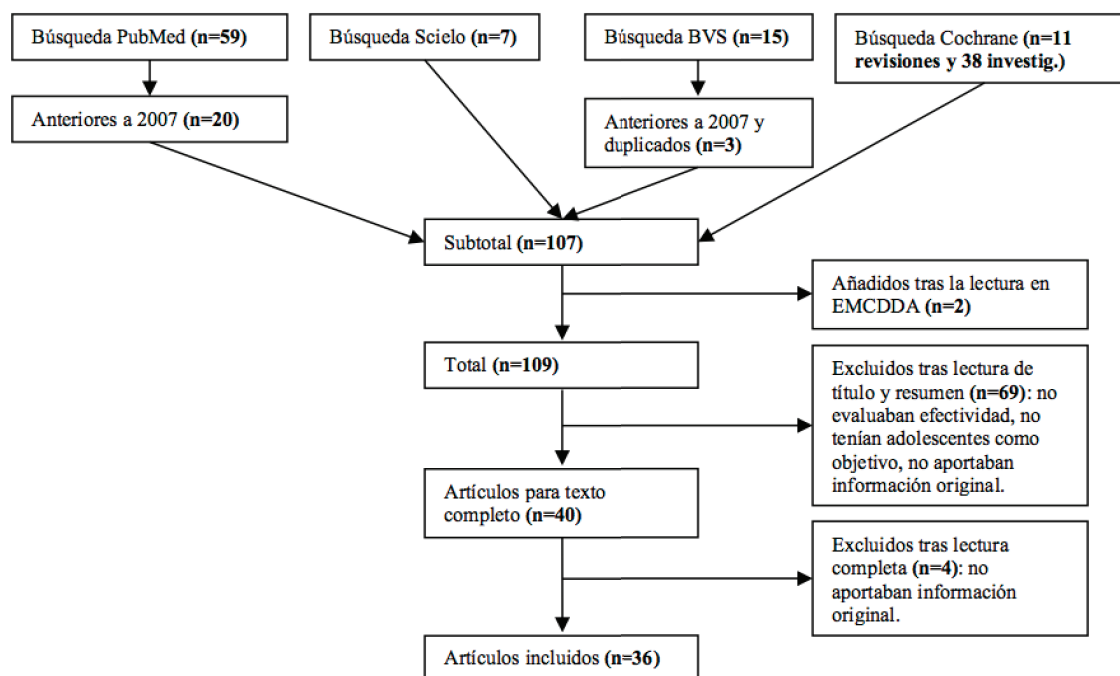 Búsqueda PubMed (n=59)
Búsqueda Scielo (n=7)
Búsqueda BVS (n=15)
Búsqueda Cochrane (n=11
revisiones y 38 investig.)
Anteriores a 2007 (n=20)
Anteriores a 2007 y
duplicados (n=3)
Subtotal (n=107)
Añadidos tras la lectura en
EMCDDA (n=2)
Total (n=109)
Excluidos tras lectura de
título y resumen (n=69): no
evaluaban efectividad, no
tenían adolescentes como
objetivo, no aportaban
información original.
Artículos para texto
completo (n=40)
Excluidos tras lectura
completa (n=4): no
aportaban información
original.
Artículos incluidos (n=36)